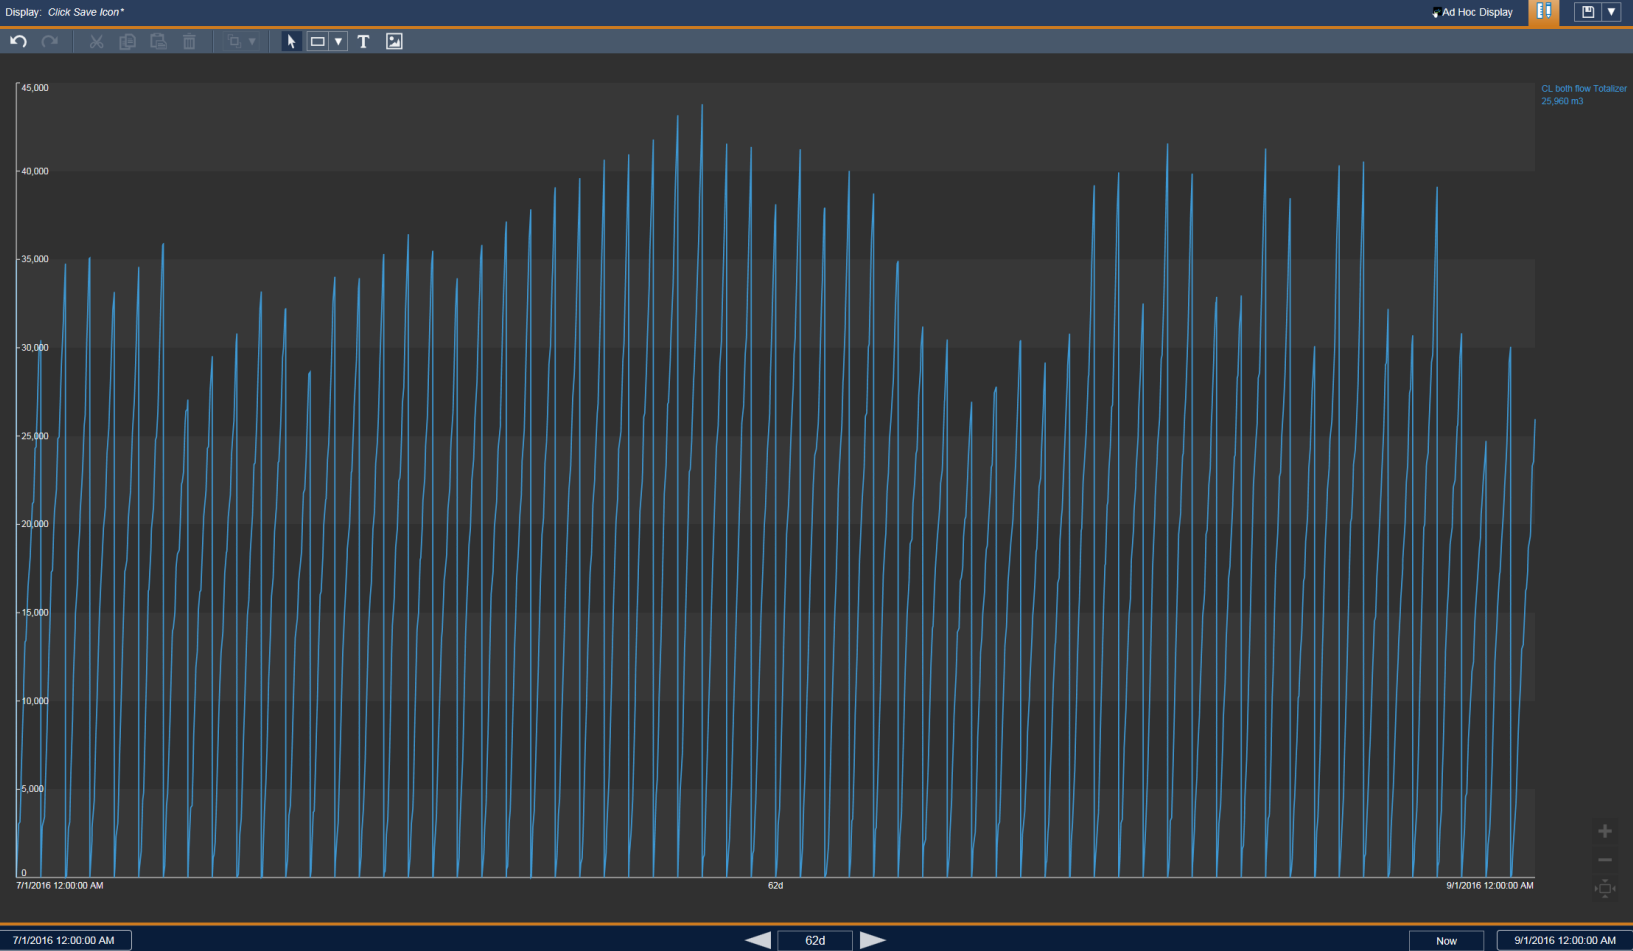 Display: Click Save Icon*
Ad Hoc Display
T
45,000
40,000
35,000
30,000
25,000
20,000
15,000
10,000
5,000
0
CL both flow Totalizer
25,960 m3
7/1/2016 12:00:00 AM
62d
9/1/2016 12:00:00 AM
7/1/2016 12:00:00 AM
62d
Now
9/1/2016 12:00:00 AM